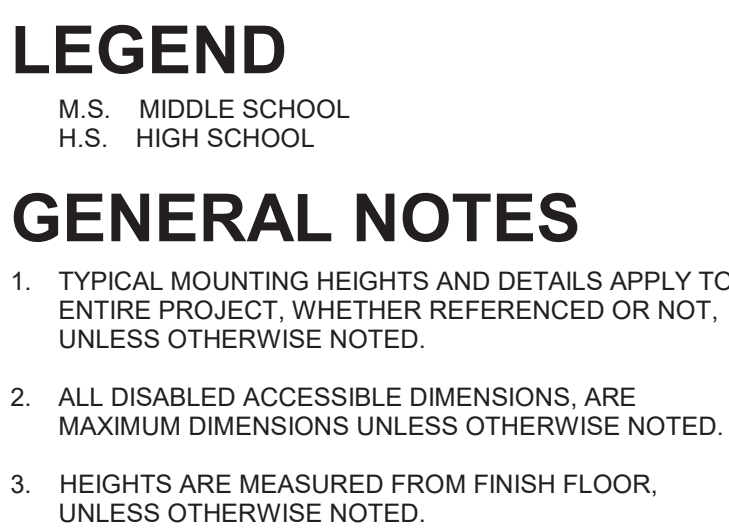 LEGEND
M.S. MIDDLE SCHOOL
H.S. HIGH SCHOOL
GENERAL NOTES
1. TYPICAL MOUNTING HEIGHTS AND DETAILS APPLY TO
ENTIRE PROJECT, WHETHER REFERENCED OR NOT,
UNLESS OTHERWISE NOTED.
2. ALL DISABLED ACCESSIBLE DIMENSIONS, ARE
MAXIMUM DIMENSIONS UNLESS OTHERWISE NOTED.
3. HEIGHTS ARE MEASURED FROM FINISH FLOOR,
UNLESS OTHERWISE NOTED.